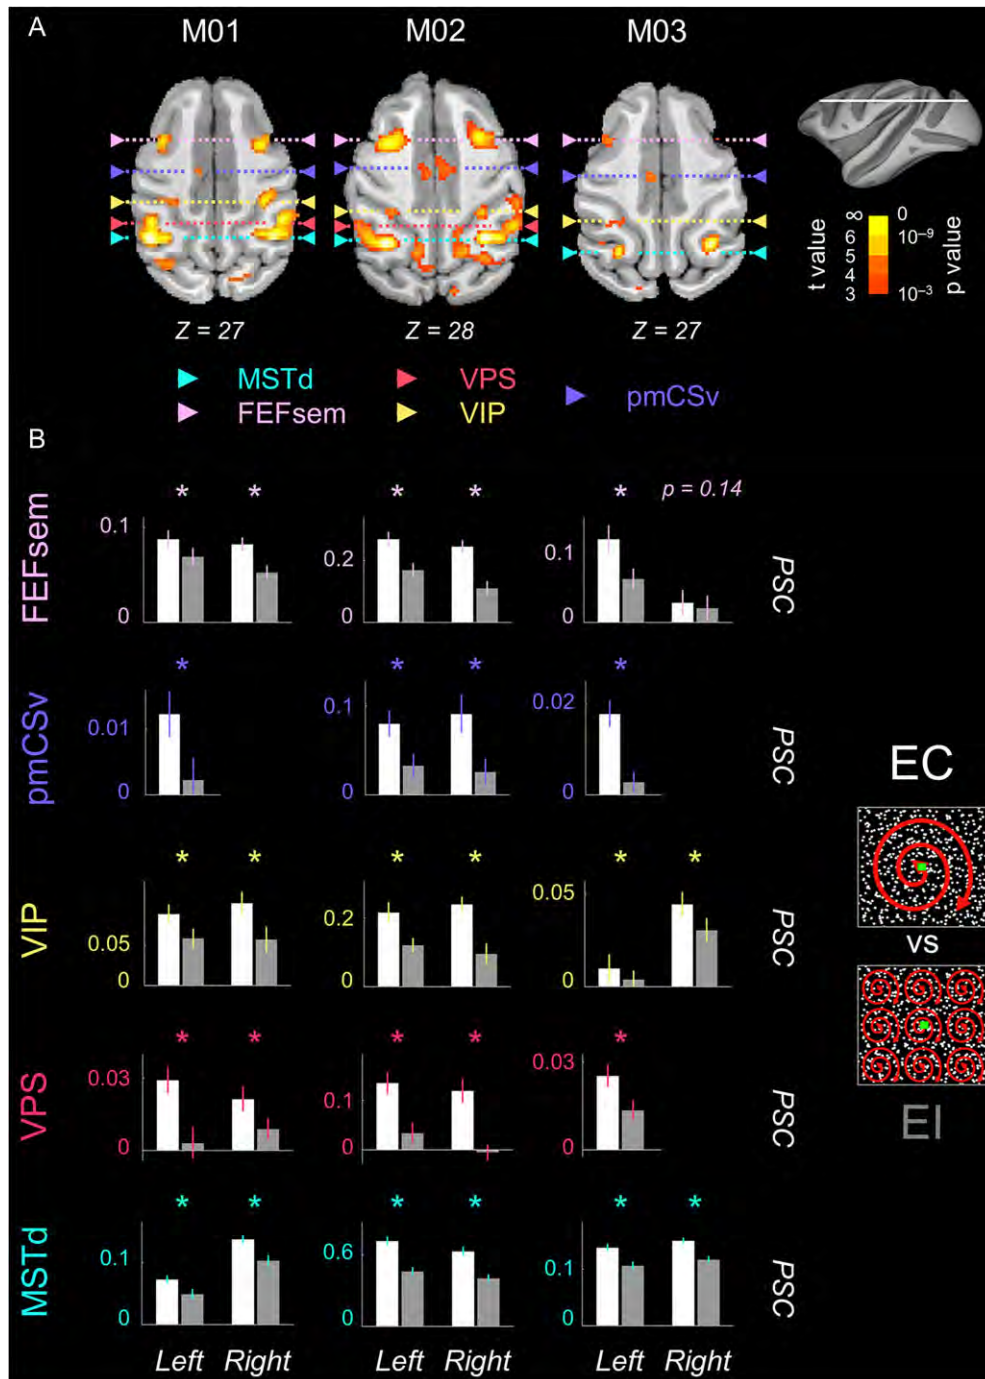 A
M01 M02 M03
Z = 27 Z = 28 Z = 27
t value ∞ 6 5 4 3 0 10⁻⁹ 10⁻³ p value
MSTd VPS pmCSv
FEFsem VIP
B
FEFsem
* * * * * p = 0.14
0.1 0 0.2 0 0.1 0
PSC
pmCSv
* * * *
0.01 0 0.1 0 0.02 0
PSC
VIP
* * * * * *
0.05 0 0.2 0 0.05 0
PSC
VPS
* * * * *
0.03 0 0.1 0 0.03 0
PSC
MSTd
* * * * * *
0.1 0 0.6 0 0.1 0
PSC
Left Right Left Right Left Right
EC
vs
EI